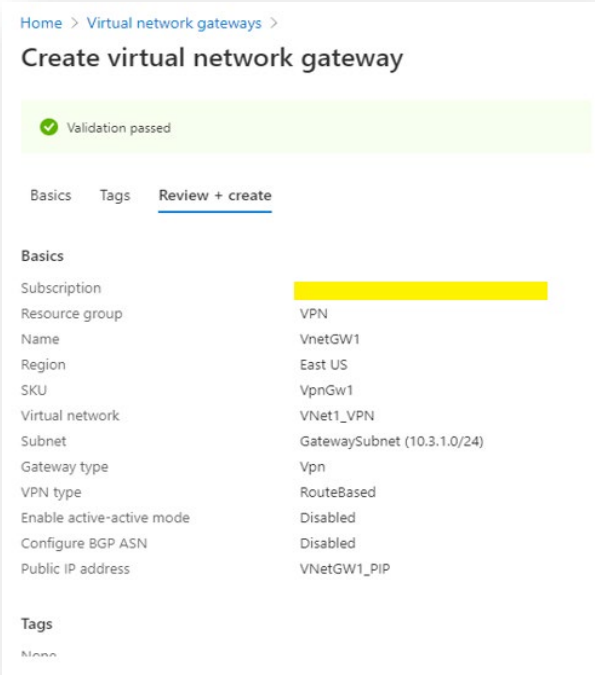 Home > Virtual network gateways >
Create virtual network gateway
Validation passed
Basics Tags Review + create
Basics
Subscription
Resource group VPN
Name VnetGW1
Region East US
SKU VpnGw1
Virtual network VNet1_VPN
Subnet GatewaySubnet (10.3.1.0/24)
Gateway type Vpn
VPN type RouteBased
Enable active-active mode Disabled
Configure BGP ASN Disabled
Public IP address VNetGW1_PIP
Tags
None